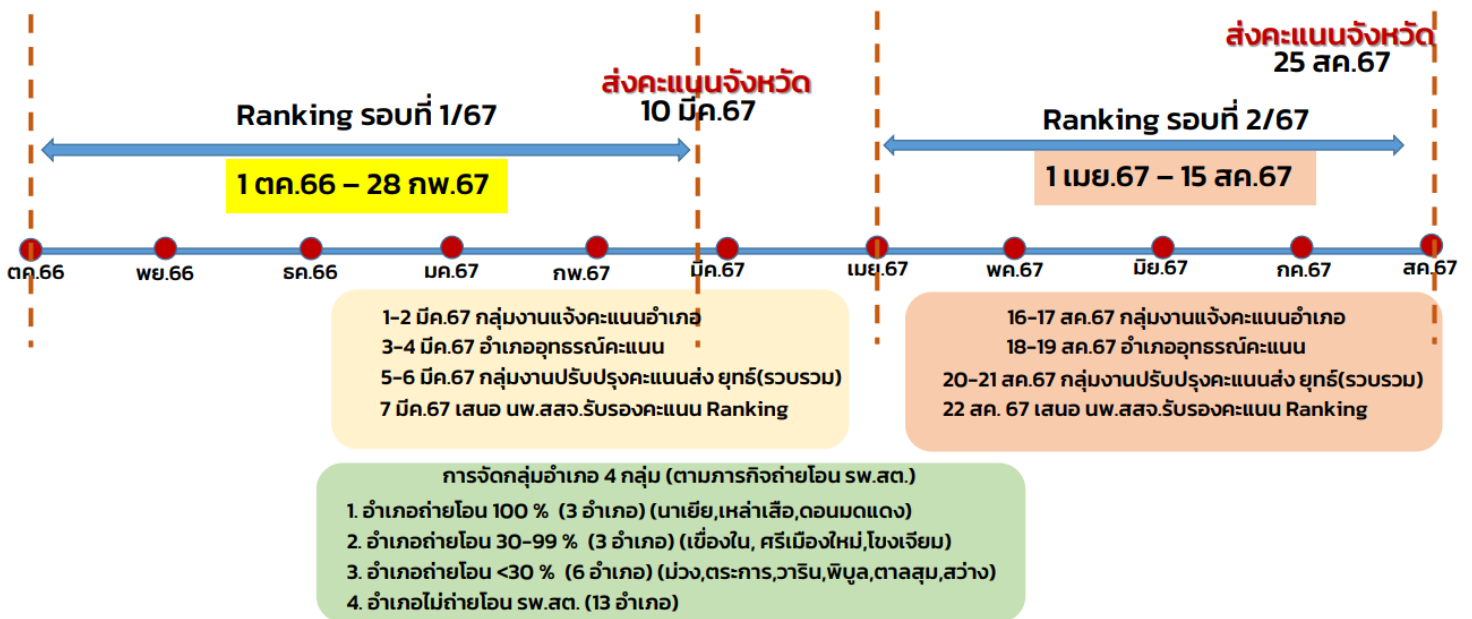 ส่งคะแนนจังหวัด
25 สค.67
ส่งคะแนนจังหวัด
10 มีค.67
Ranking รอบที่ 1/67
Ranking รอบที่ 2/67
1 ตค.66 – 28 กพ.67
1 เมย.67 – 15 สค.67
ตค.66 พย.66 ธค.66 มค.67 กพ.67 มีค.67 เมย.67 พค.67 มิย.67 กค.67 สค.67
1-2 มีค.67 กลุ่มงานแจ้งคะแนนอำเภอ
3-4 มีค.67 อำเภออุทธรณ์คะแนน
5-6 มีค.67 กลุ่มงานปรับปรุงคะแนนส่ง ยุทธ์(รวบรวม)
7 มีค.67 เสนอ นพ.สสจ.รับรองคะแนน Ranking
16-17 สค.67 กลุ่มงานแจ้งคะแนนอำเภอ
18-19 สค.67 อำเภออุทธรณ์คะแนน
20-21 สค.67 กลุ่มงานปรับปรุงคะแนนส่ง ยุทธ์(รวบรวม)
22 สค. 67 เสนอ นพ.สสจ.รับรองคะแนน Ranking
การจัดกลุ่มอำเภอ 4 กลุ่ม (ตามภารกิจถ่ายโอน รพ.สต.)
1. อำเภอถ่ายโอน 100 % (3 อำเภอ) (นาเยีย,เหล่าเสือ,ดอนมดแดง)
2. อำเภอถ่ายโอน 30-99 % (3 อำเภอ) (เขื่องใน, ศรีเมืองใหม่,โขงเจียม)
3. อำเภอถ่ายโอน <30 % (6 อำเภอ) (ม่วง,ตระการ,วาริน,พิบูล,ตาลสุม,สว่าง)
4. อำเภอไม่ถ่ายโอน รพ.สต. (13 อำเภอ)